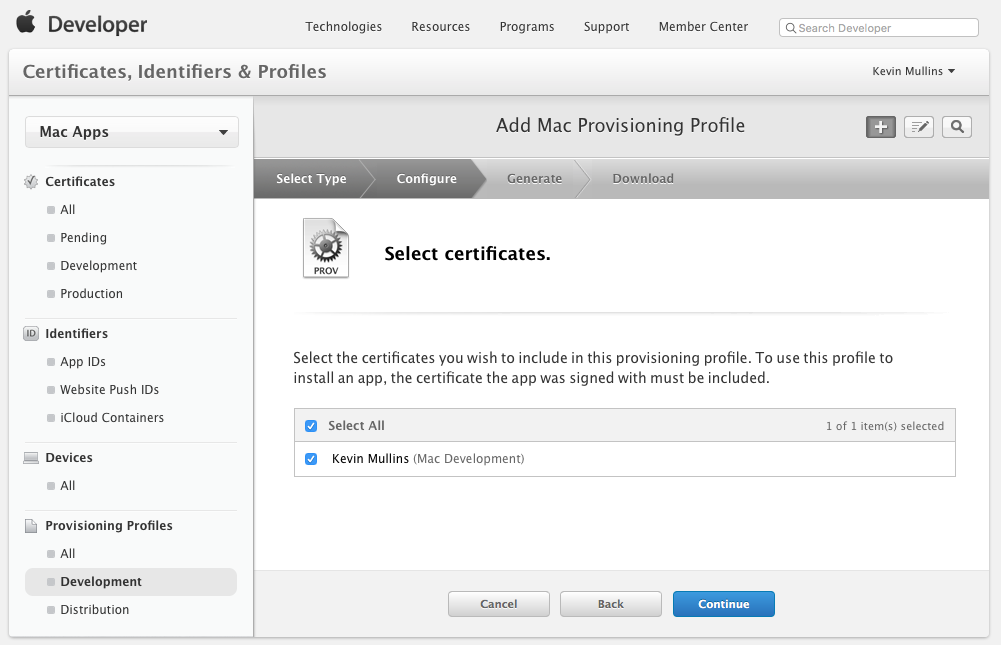 Developer
Technologies
Resources
Programs
Support
Member Center
Search Developer
Certificates, Identifiers & Profiles
Kevin Mullins
Mac Apps
Certificates
All
Pending
Development
Production
ID Identifiers
App IDs
Website Push IDs
iCloud Containers
Devices
All
Provisioning Profiles
All
Development
Distribution
Add Mac Provisioning Profile
Select Type
Configure
Generate
Download
PROV
Select certificates.
Select the certificates you wish to include in this provisioning profile. To use this profile to
install an app, the certificate the app was signed with must be included.
Select All
1 of 1 item(s) selected
Kevin Mullins (Mac Development)
Cancel
Back
Continue